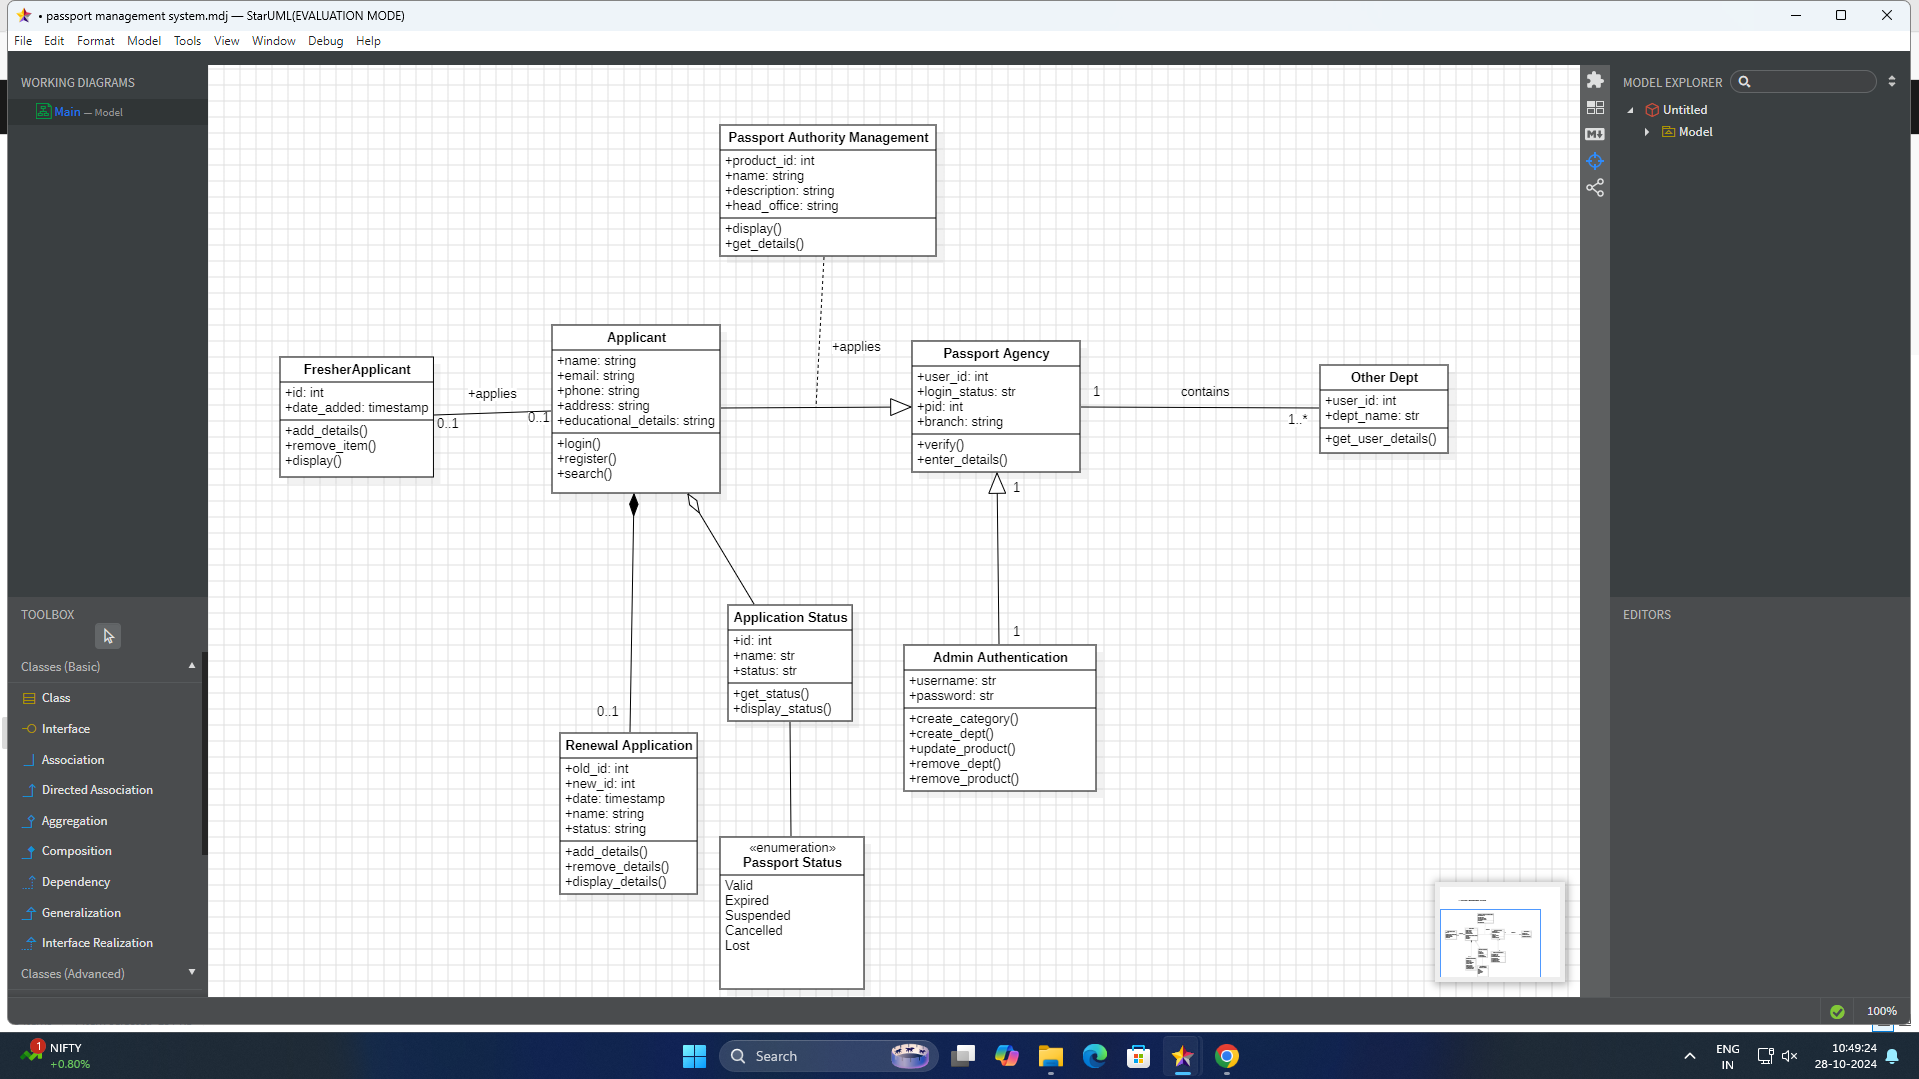 • passport management system.mdj — StarUML(EVALUATION MODE)
File Edit Format Model Tools View Window Debug Help
WORKING DIAGRAMS
Main — Model
MODEL EXPLORER
Untitled
Model
Passport Authority Management
+product_id: int
+name: string
+description: string
+head_office: string
+display()
+get_details()
FresherApplicant
+id: int
+date_added: timestamp
+add_details()
+remove_item()
+display()
+applies
0..1
0..1
Applicant
+name: string
+email: string
+phone: string
+address: string
+educational_details: string
+login()
+register()
+search()
+applies
Passport Agency
+user_id: int
+login_status: str
+pid: int
+branch: string
+verify()
+enter_details()
1
contains
1..*
Other Dept
+user_id: int
+dept_name: str
+get_user_details()
1
1
Application Status
+id: int
+name: str
+status: str
+get_status()
+display_status()
Admin Authentication
+username: str
+password: str
+create_category()
+create_dept()
+update_product()
+remove_dept()
+remove_product()
0..1
Renewal Application
+old_id: int
+new_id: int
+date: timestamp
+name: string
+status: string
+add_details()
+remove_details()
+display_details()
«enumeration»
Passport Status
Valid
Expired
Suspended
Cancelled
Lost
TOOLBOX
Classes (Basic)
Class
Interface
Association
Directed Association
Aggregation
Composition
Dependency
Generalization
Interface Realization
Classes (Advanced)
EDITORS
100%
1
NIFTY
+0.80%
Search
ENG
IN
10:49:24
28-10-2024